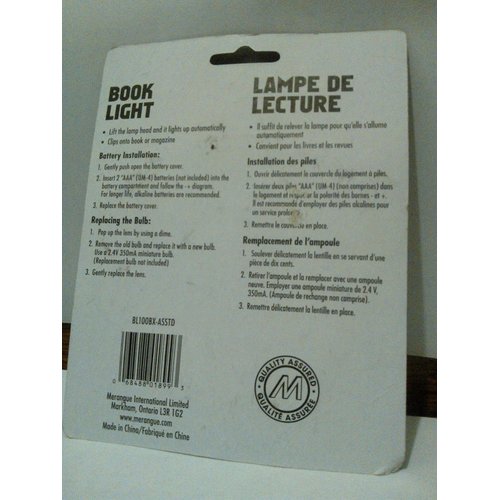 BOOK
LIGHT
• Lift the lamp head and it lights up automatically
• Clips onto book or magazine
Battery Installation:
1. Gently push open the battery cover.
2. Insert 2 "AAA" (UM-4) batteries (not included) into the
battery compartment and follow the -+ diagram.
For longer life, alkaline batteries are recommended.
3. Replace the battery cover.
Replacing the Bulb:
1. Pop up the lens by using a dime.
2. Remove the old bulb and replace it with a new bulb.
Use a 2.4V 350mA miniature bulb.
(Replacement bulb not included)
3. Gently replace the lens.
BL100BX-ASSTD
0 68488 01899 3
Merangue International Limited
Markham, Ontario L3R 1G2
www.merangue.com
Made in China/Fabriqué en Chine
LAMPE DE
LECTURE
• Il suffit de relever la lampe pour qu'elle s'allume
automatiquement
• Convient pour les livres et les revues
Installation des piles
1. Ouvrir délicatement le couvercle du logement à piles.
2. Insérer deux piles "AAA" (UM-4) (non comprises) dans
le logement et respecter la polarité des bornes - et +.
Il est recommandé d'employer des piles alcalines pour
un service prolongé.
3. Remettre le couvercle en place.
Remplacement de l'ampoule
1. Soulever délicatement la lentille en se servant d'une
pièce de dix cents.
2. Retirer l'ampoule et la remplacer avec une ampoule
neuve. Employer une ampoule miniature de 2.4 V,
350mA. (Ampoule de rechange non comprise).
3. Remettre délicatement la lentille en place.
QUALITY ASSURED
M
QUALITÉ ASSURÉE